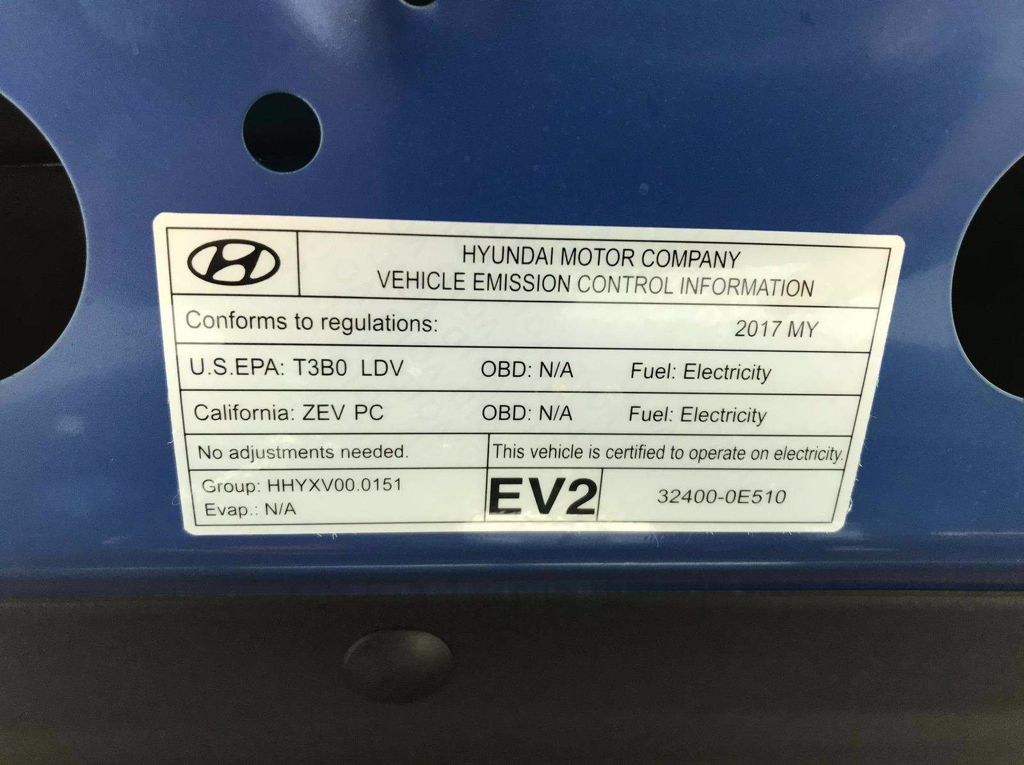 HYUNDAI MOTOR COMPANY
VEHICLE EMISSION CONTROL INFORMATION
Conforms to regulations: 2017 MY
U.S.EPA: T3B0 LDV OBD: N/A Fuel: Electricity
California: ZEV PC OBD: N/A Fuel: Electricity
No adjustments needed. This vehicle is certified to operate on electricity.
Group: HHYXV00.0151
Evap.: N/A
EV2 32400-0E510